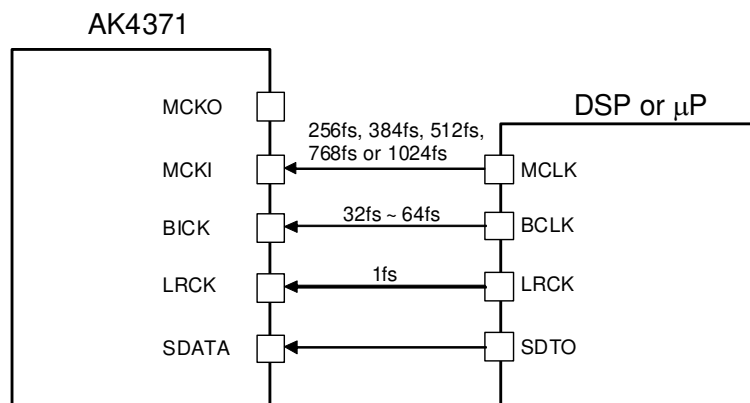 AK4371
DSP or μP
MCKO
256fs, 384fs, 512fs,
768fs or 1024fs
MCKI
MCLK
BICK
32fs ~ 64fs
BCLK
LRCK
1fs
LRCK
SDATA
SDTO